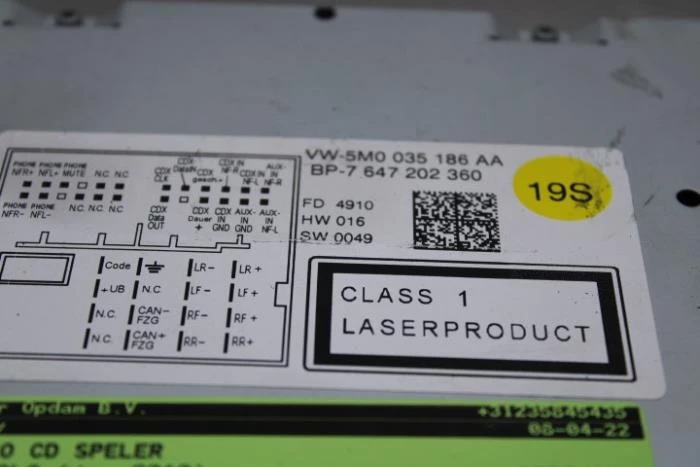 VW-5M0 035 186 AA
BP-7 647 202 360
19S
FD 4910
HW 016
SW 0049
PHONE PHONE PHONE
NFR+ NFL+ MUTE N.C. N.C.
CDX CLK
CDX DataIN
CDX gesch.+
CDX IN NF-R
CDX IN NF-L
AUX-IN NF-R
PHONE PHONE
NFR- NFL- N.C. N.C. N.C.
CDX Data OUT
CDX Dauer +
CDX IN GND
AUX-IN GND
AUX-IN NF-L
Code LR- LR+
+UB N.C. LF- LF+
N.C. CAN- FZG RF- RF+
N.C. CAN+ FZG RR- RR+
CLASS 1
LASERPRODUCT
Opdam B.V. +31235845435
08-04-22
CD SPELER